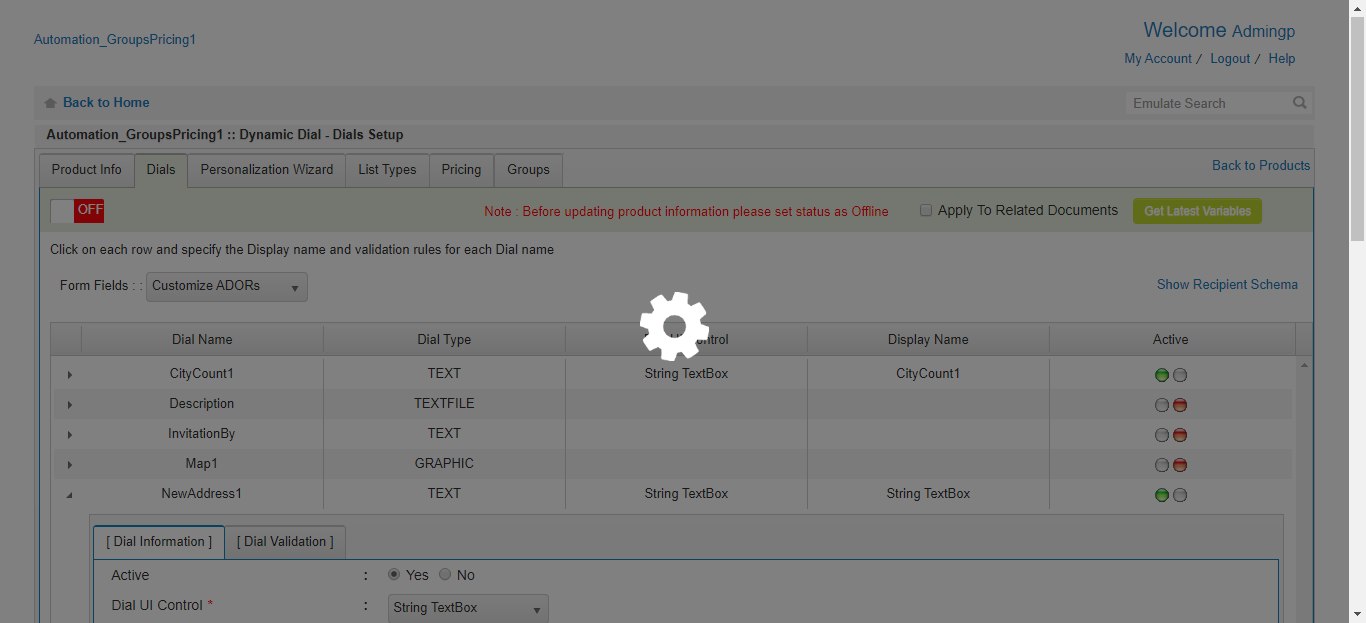 Automation_GroupsPricing1
Welcome Admingp
My Account / Logout / Help
Back to Home
Emulate Search
Automation_GroupsPricing1 :: Dynamic Dial - Dials Setup
Product Info Dials Personalization Wizard List Types Pricing Groups
Back to Products
OFF
Note : Before updating product information please set status as Offline
Apply To Related Documents
Get Latest Variables
Click on each row and specify the Display name and validation rules for each Dial name
Form Fields : : Customize ADORs
Show Recipient Schema
Dial Name Dial Type Display Name Active
CityCount1 TEXT String TextBox CityCount1
Description TEXTFILE
InvitationBy TEXT
Map1 GRAPHIC
NewAddress1 TEXT String TextBox String TextBox
[ Dial Information ] [ Dial Validation ]
Active : Yes No
Dial UI Control * : String TextBox